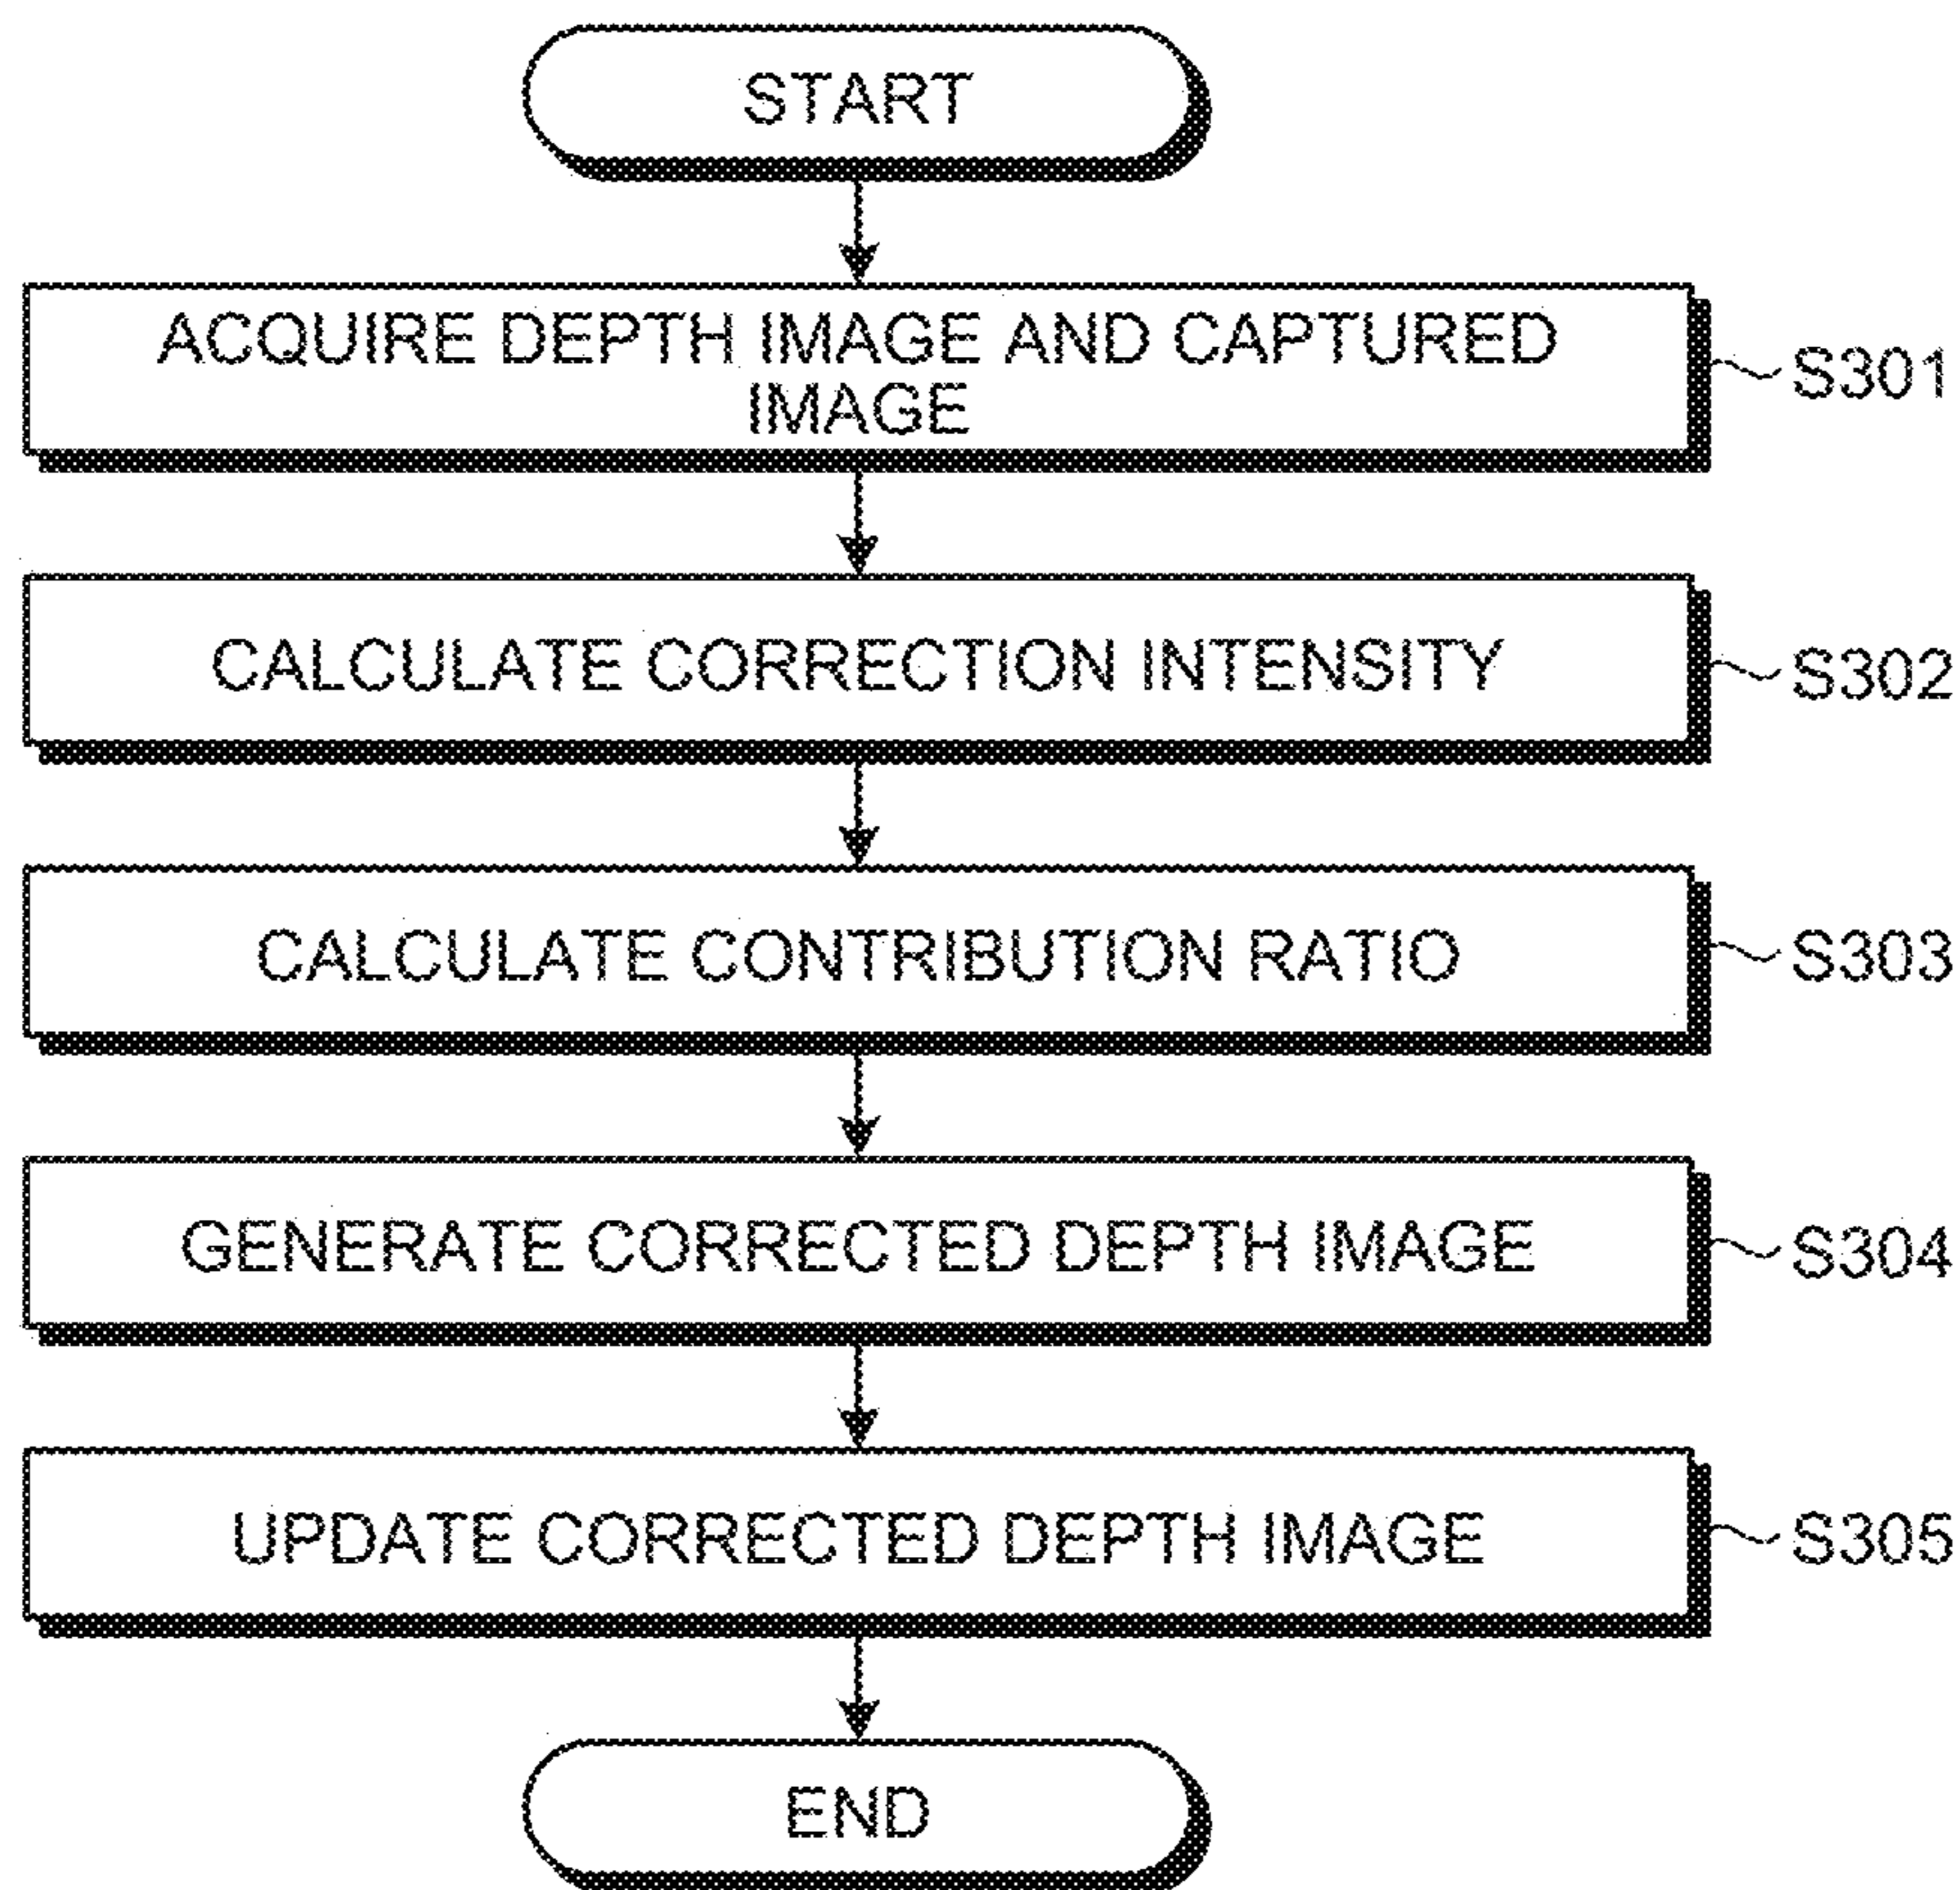 START
ACQUIRE DEPTH IMAGE AND CAPTURED
IMAGE
S301
CALCULATE CORRECTION INTENSITY
S302
CALCULATE CONTRIBUTION RATIO
S303
GENERATE CORRECTED DEPTH IMAGE
S304
UPDATE CORRECTED DEPTH IMAGE
S305
END